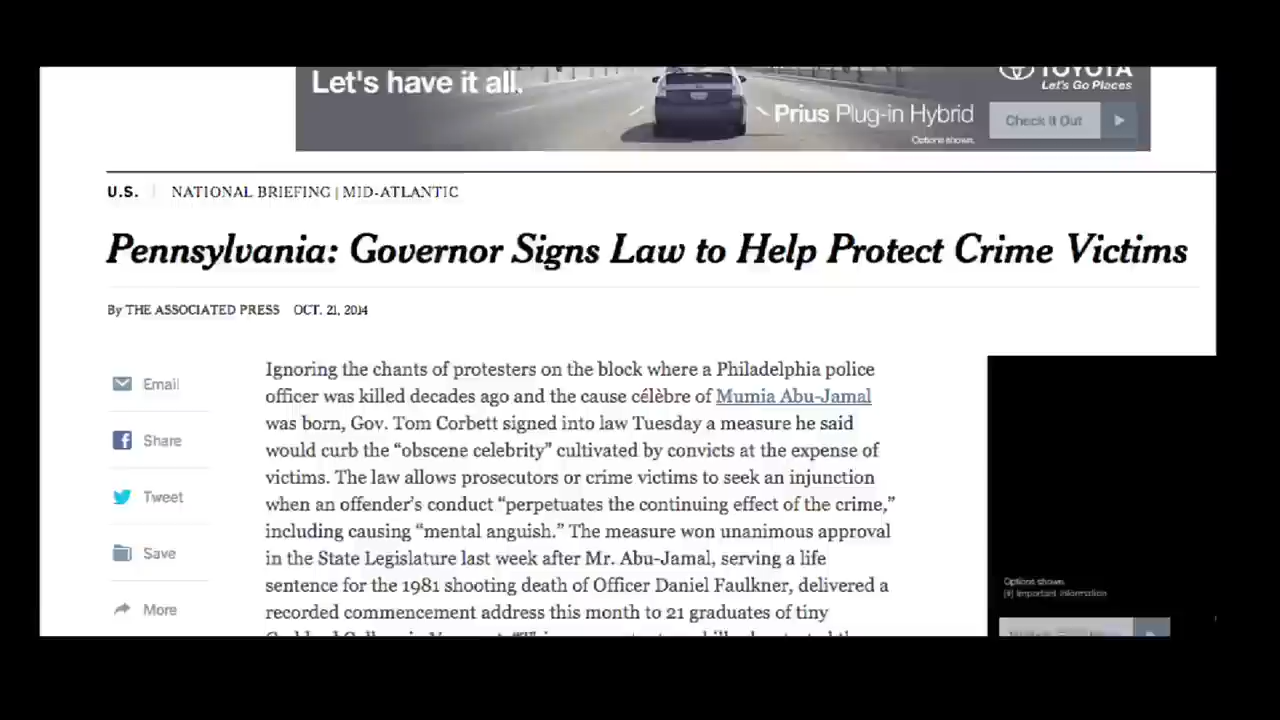 Let's have it all.
TOYOTA
Let's Go Places
Prius Plug-in Hybrid
Check It Out
Options shown.
U.S. | NATIONAL BRIEFING | MID-ATLANTIC
Pennsylvania: Governor Signs Law to Help Protect Crime Victims
By THE ASSOCIATED PRESS OCT. 21, 2014
Email
Share
Tweet
Save
More
Ignoring the chants of protesters on the block where a Philadelphia police
officer was killed decades ago and the cause célèbre of Mumia Abu-Jamal
was born, Gov. Tom Corbett signed into law Tuesday a measure he said
would curb the “obscene celebrity” cultivated by convicts at the expense of
victims. The law allows prosecutors or crime victims to seek an injunction
when an offender’s conduct “perpetuates the continuing effect of the crime,”
including causing “mental anguish.” The measure won unanimous approval
in the State Legislature last week after Mr. Abu-Jamal, serving a life
sentence for the 1981 shooting death of Officer Daniel Faulkner, delivered a
recorded commencement address this month to 21 graduates of tiny
Options shown.
[+] Important Information